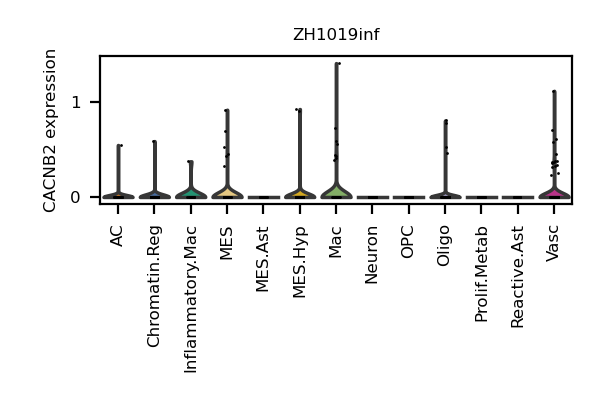 ZH1019inf
CACNB2 expression
1
0
AC
Chromatin.Reg
Inflammatory.Mac
MES
MES.Ast
MES.Hyp
Mac
Neuron
OPC
Oligo
Prolif.Metab
Reactive.Ast
Vasc